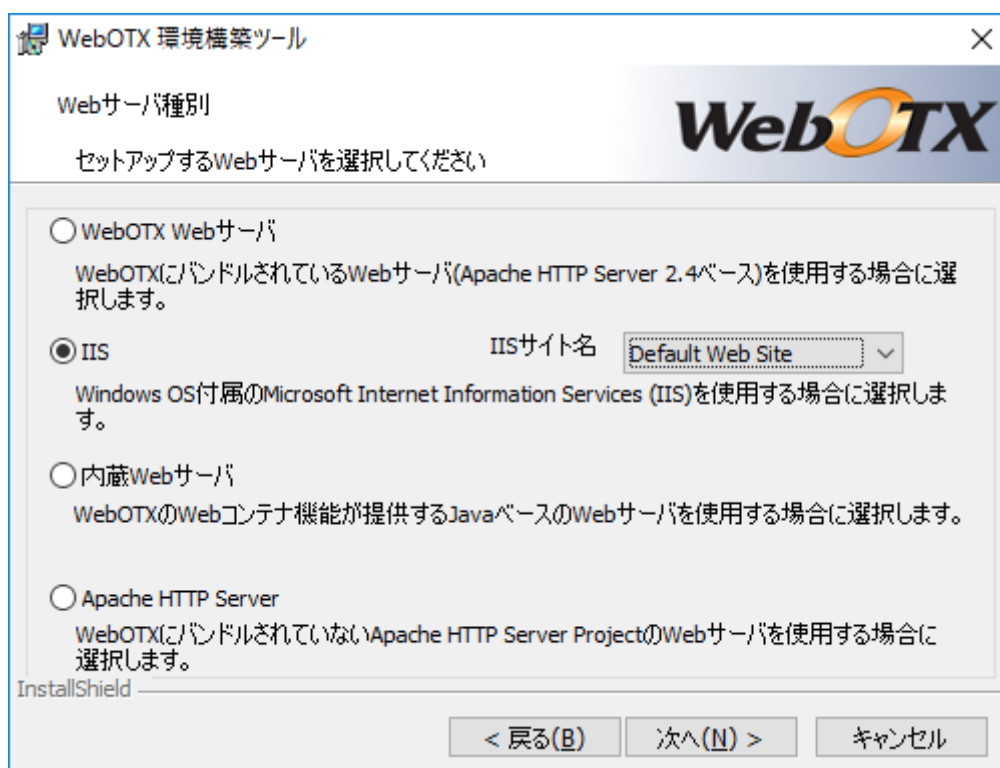 WebOTX 環境構築ツール
Webサーバ種別
WebOTX
セットアップするWebサーバを選択してください
WebOTX Webサーバ
WebOTXにバンドルされているWebサーバ(Apache HTTP Server 2.4ベース)を使用する場合に選
択します。
IIS IISサイト名 Default Web Site
Windows OS付属のMicrosoft Internet Information Services (IIS)を使用する場合に選択しま
す。
内蔵Webサーバ
WebOTXのWebコンテナ機能が提供するJavaベースのWebサーバを使用する場合に選択します。
Apache HTTP Server
WebOTXにバンドルされていないApache HTTP Server ProjectのWebサーバを使用する場合に
選択します。
InstallShield
< 戻る(B) 次へ(N) > キャンセル